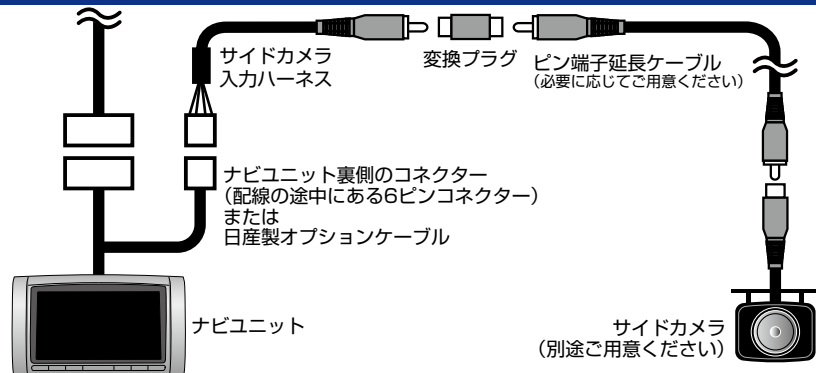 サイドカメラ
入力ハーネス
変換プラグ
ピン端子延長ケーブル
（必要に応じてご用意ください）
ナビユニット裏側のコネクター
（配線の途中にある6ピンコネクター）
または
日産製オプションケーブル
ナビユニット
サイドカメラ
（別途ご用意ください）